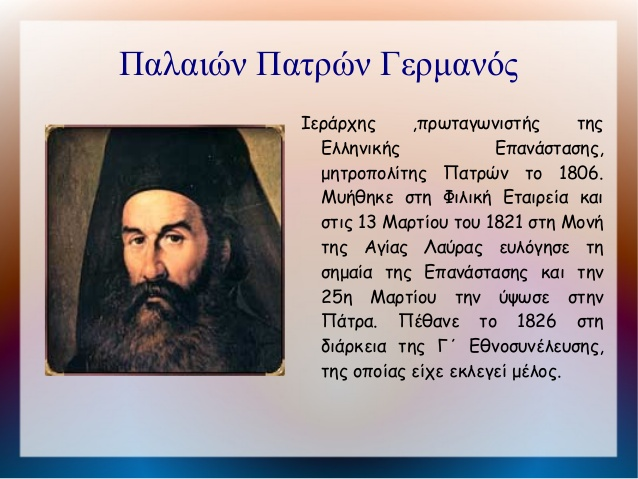 Παλαιών Πατρών Γερμανός
Ιεράρχης ,πρωταγωνιστής της
Ελληνικής Επανάστασης,
μητροπολίτης Πατρών το 1806.
Μυήθηκε στη Φιλική Εταιρεία και
στις 13 Μαρτίου του 1821 στη Μονή
της Αγίας Λαύρας ευλόγησε τη
σημαία της Επανάστασης και την
25η Μαρτίου την ύψωσε στην
Πάτρα. Πέθανε το 1826 στη
διάρκεια της Γ΄ Εθνοσυνέλευσης,
της οποίας είχε εκλεγεί μέλος.